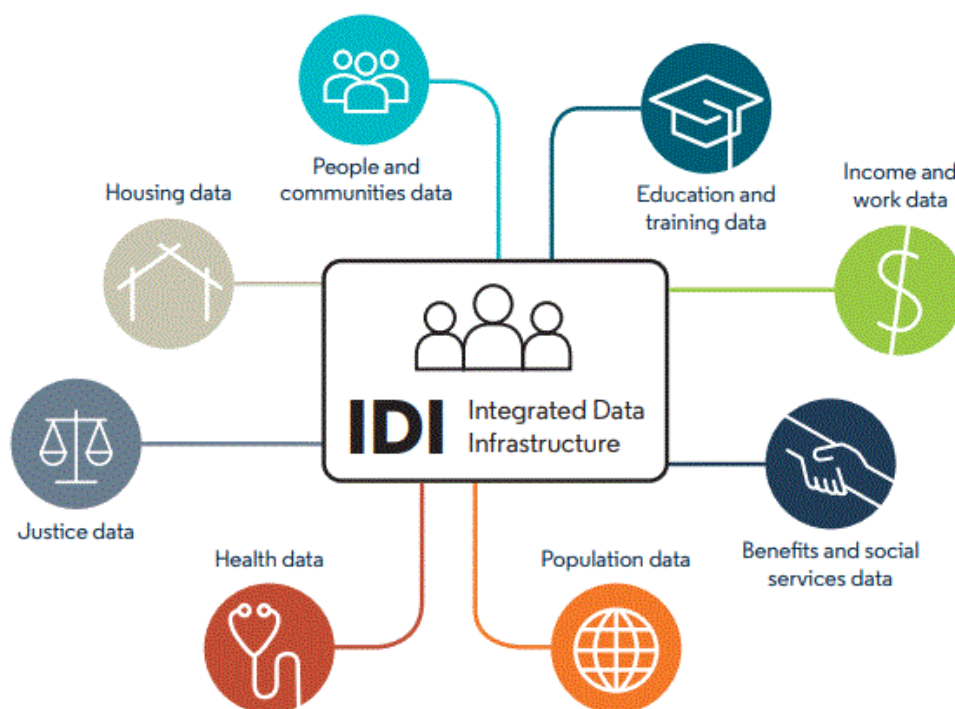 People and
communities data
Education and
training data
Income and
work data
Housing data
IDI
Integrated Data
Infrastructure
Justice data
Benefits and social
services data
Health data
Population data